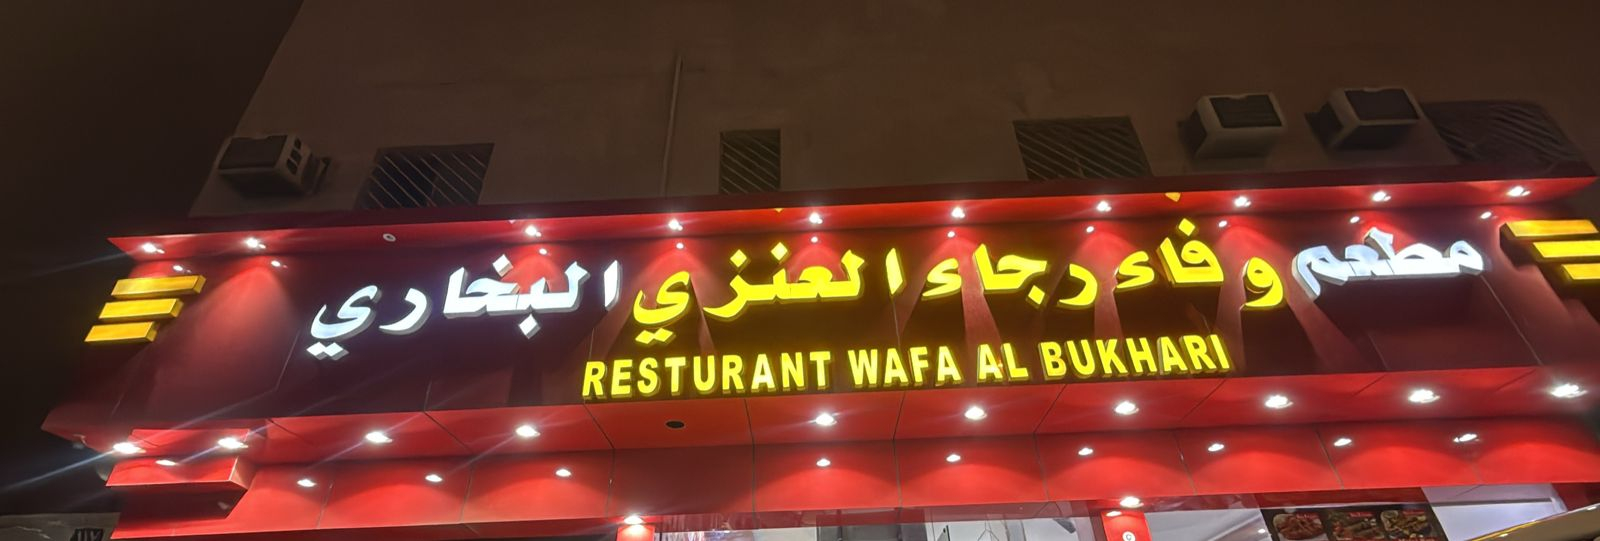 مطعم وفاء رجاء العنزي البخاري
RESTURANT WAFA AL BUKHARI